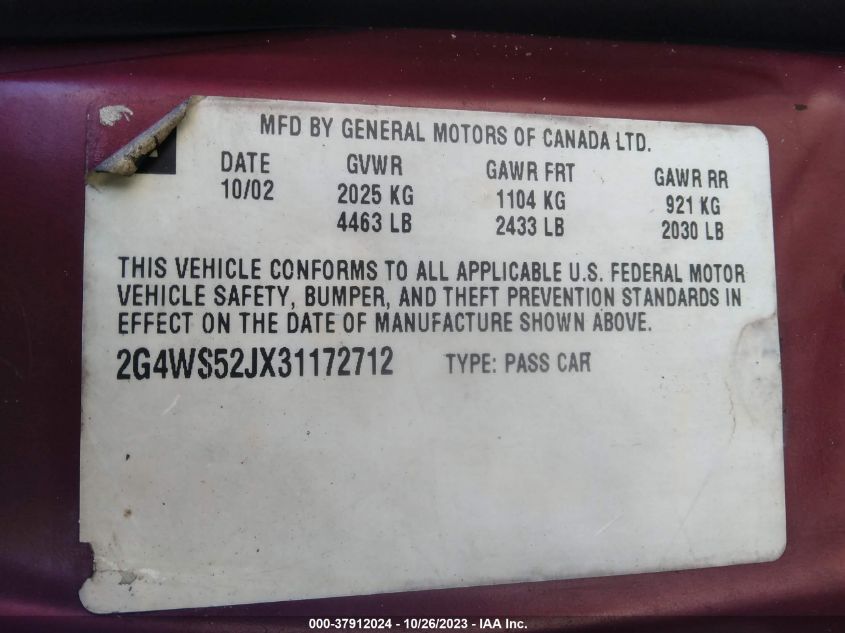 MFD BY GENERAL MOTORS OF CANADA LTD.
DATE GVWR GAWR FRT GAWR RR
10/02 2025 KG 1104 KG 921 KG
4463 LB 2433 LB 2030 LB
THIS VEHICLE CONFORMS TO ALL APPLICABLE U.S. FEDERAL MOTOR
VEHICLE SAFETY, BUMPER, AND THEFT PREVENTION STANDARDS IN
EFFECT ON THE DATE OF MANUFACTURE SHOWN ABOVE.
2G4WS52JX31172712 TYPE: PASS CAR
000-37912024 - 10/26/2023 - IAA Inc.